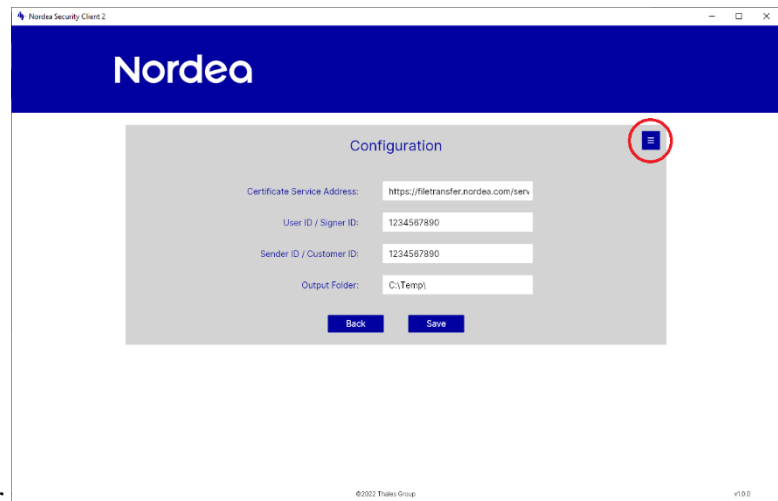 Nordea Security Client 2
Nordea
Configuration
Certificate Service Address: https://filetransfer.nordea.com/serv
User ID / Signer ID: 1234567890
Sender ID / Customer ID: 1234567890
Output Folder: C:\Temp\
Back Save
©2022 Thales Group v1.0.0